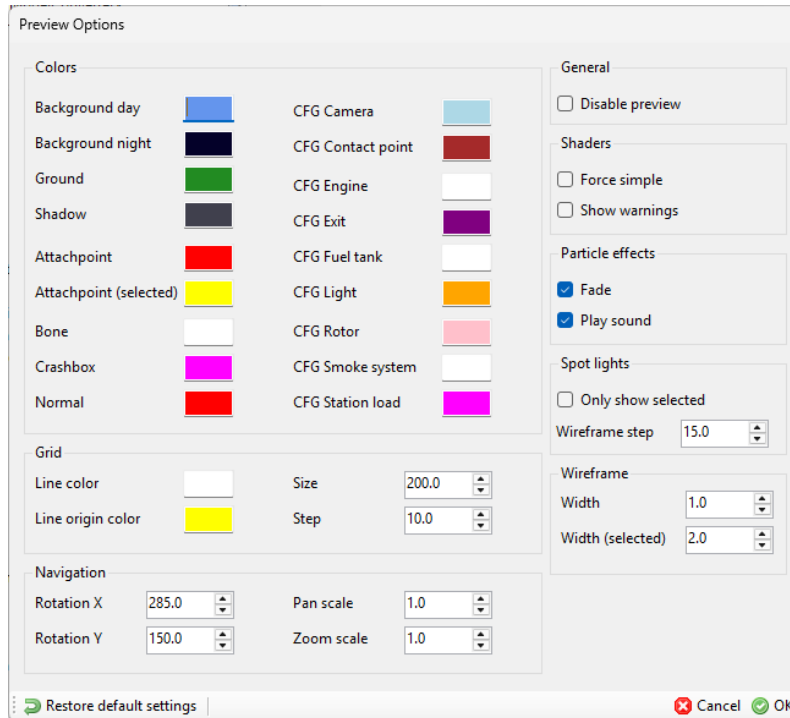 Preview Options
Colors
Background day
Background night
Ground
Shadow
Attachpoint
Attachpoint (selected)
Bone
Crashbox
Normal
CFG Camera
CFG Contact point
CFG Engine
CFG Exit
CFG Fuel tank
CFG Light
CFG Rotor
CFG Smoke system
CFG Station load
Grid
Line color
Line origin color
Size 200.0
Step 10.0
Navigation
Rotation X 285.0
Rotation Y 150.0
Pan scale 1.0
Zoom scale 1.0
General
Disable preview
Shaders
Force simple
Show warnings
Particle effects
Fade
Play sound
Spot lights
Only show selected
Wireframe step 15.0
Wireframe
Width 1.0
Width (selected) 2.0
Restore default settings
Cancel
OK